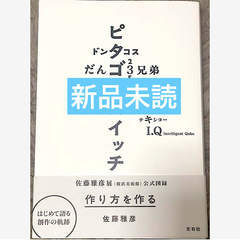 ドンタコス
ピタゴ
だんご3兄弟
新品未読
イッチ
テキショー
I.Q Intelligent Qube
佐藤雅彦展(横浜美術館)公式図録
作り方を作る
佐藤雅彦
はじめて語る
創作の軌跡
左右社